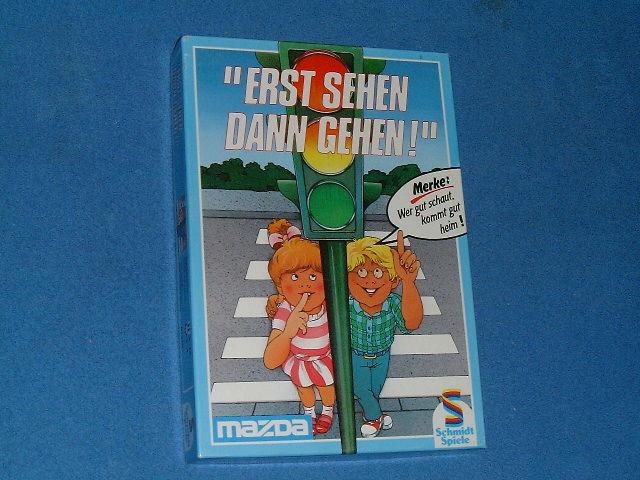 "ERST SEHEN
DANN GEHEN!"
Merke:
Wer gut schaut,
kommt gut
heim!
mazda
S
Schmidt
Spiele